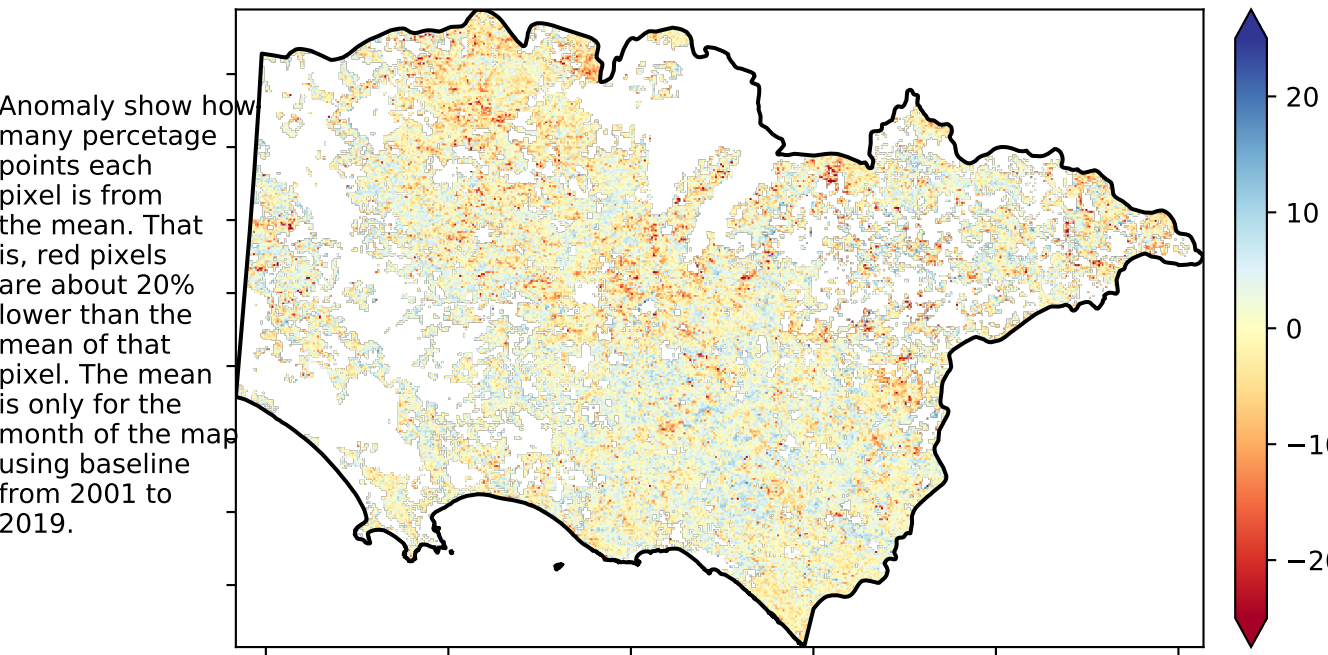 Anomaly show how
many percetage
points each
pixel is from
the mean. That
is, red pixels
are about 20%
lower than the
mean of that
pixel. The mean
is only for the
month of the map
using baseline
from 2001 to
2019.
20
10
0
−10
−20